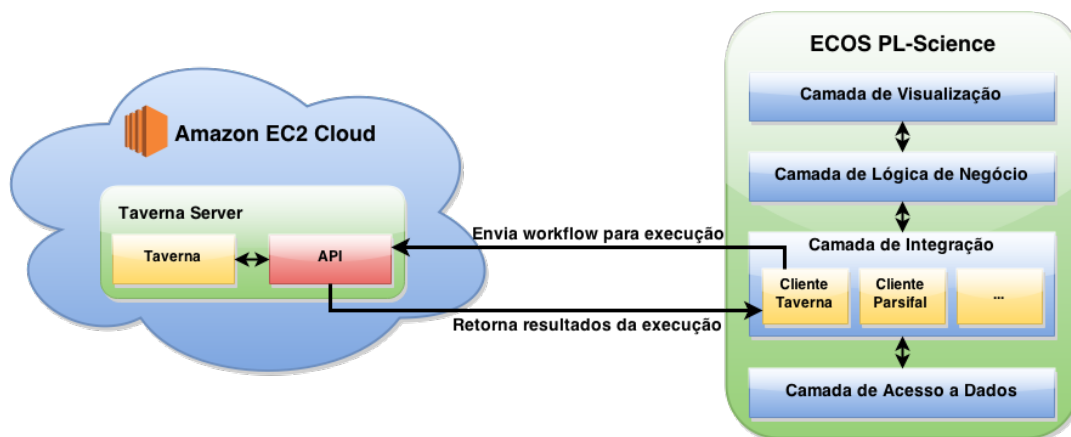 ECOS PL-Science
Camada de Visualização
Amazon EC2 Cloud
Camada de Lógica de Negócio
Taverna Server
Envia workflow para execução
Camada de Integração
Taverna
API
Cliente
Taverna
Cliente
Parsifal
...
Retorna resultados da execução
Camada de Acesso a Dados